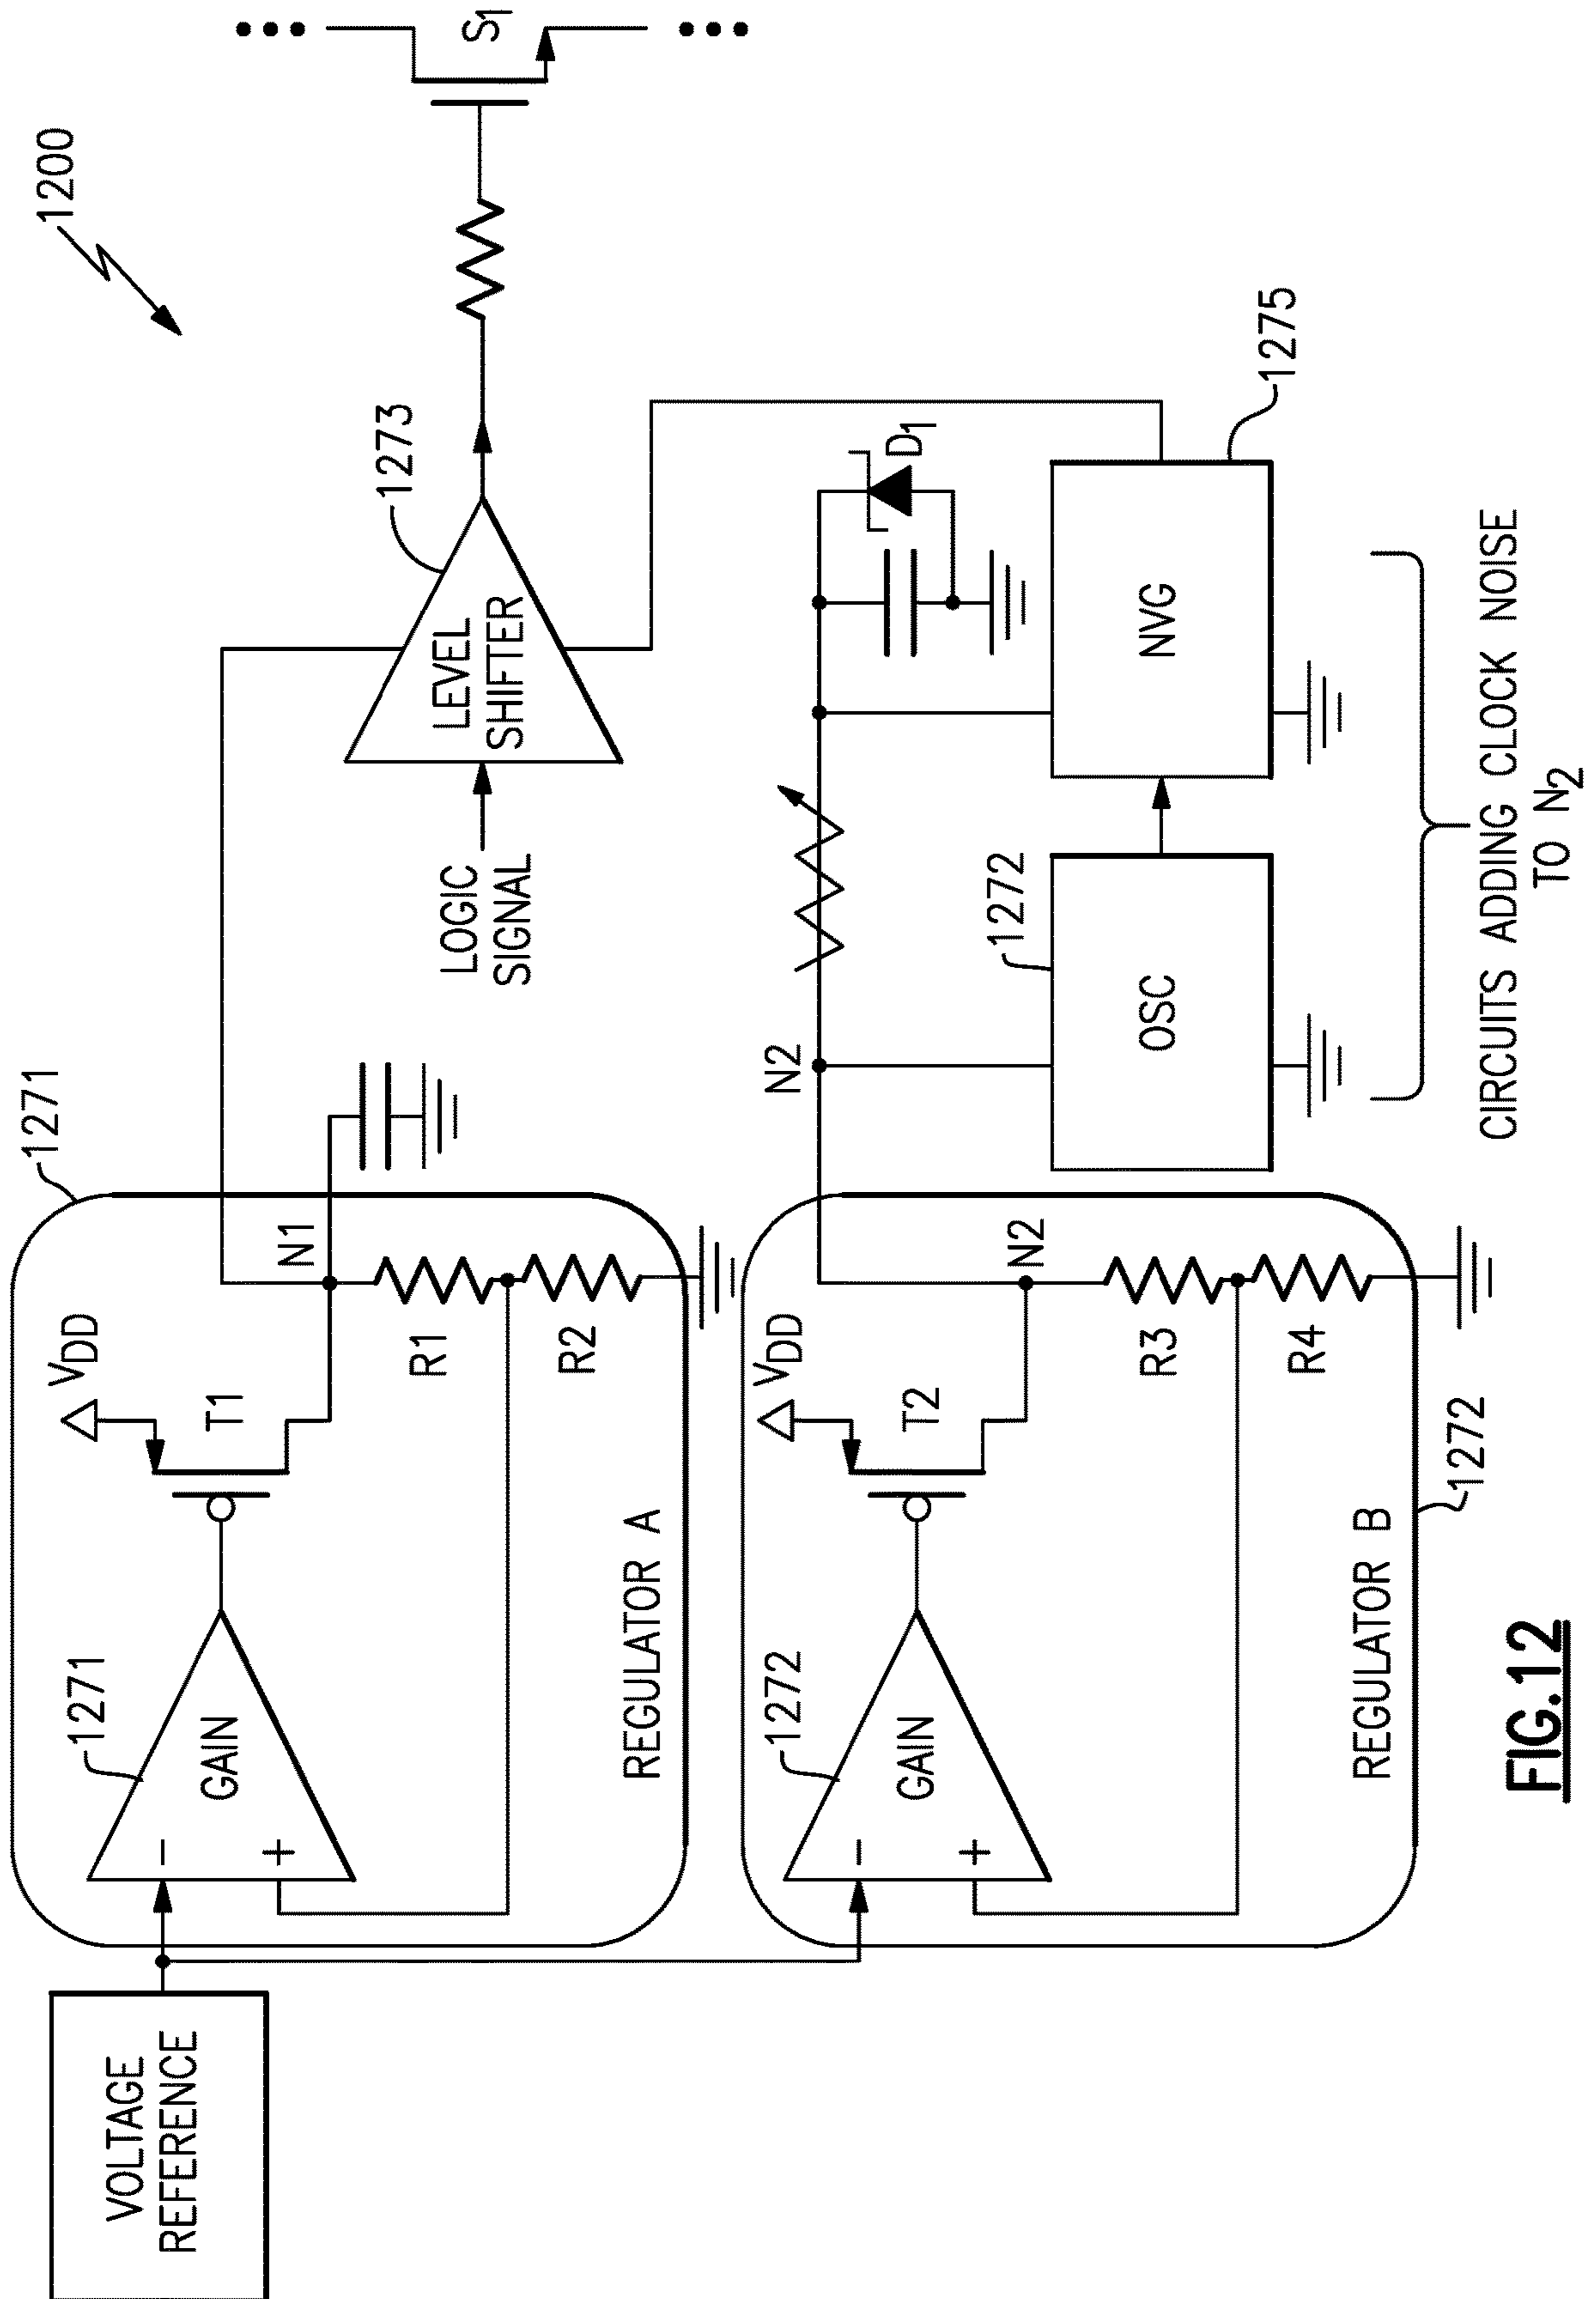 1200
VOLTAGE
REFERENCE
1271
1271
−
+
GAIN
VDD
T1
N1
R1
R2
REGULATOR A
1273
LEVEL
SHIFTER
LOGIC
SIGNAL
S1
1272
−
+
GAIN
VDD
T2
N2
R3
R4
REGULATOR B
1272
N2
1272
OSC
NVG
D1
1275
CIRCUITS ADDING CLOCK NOISE
TO N2
FIG.12